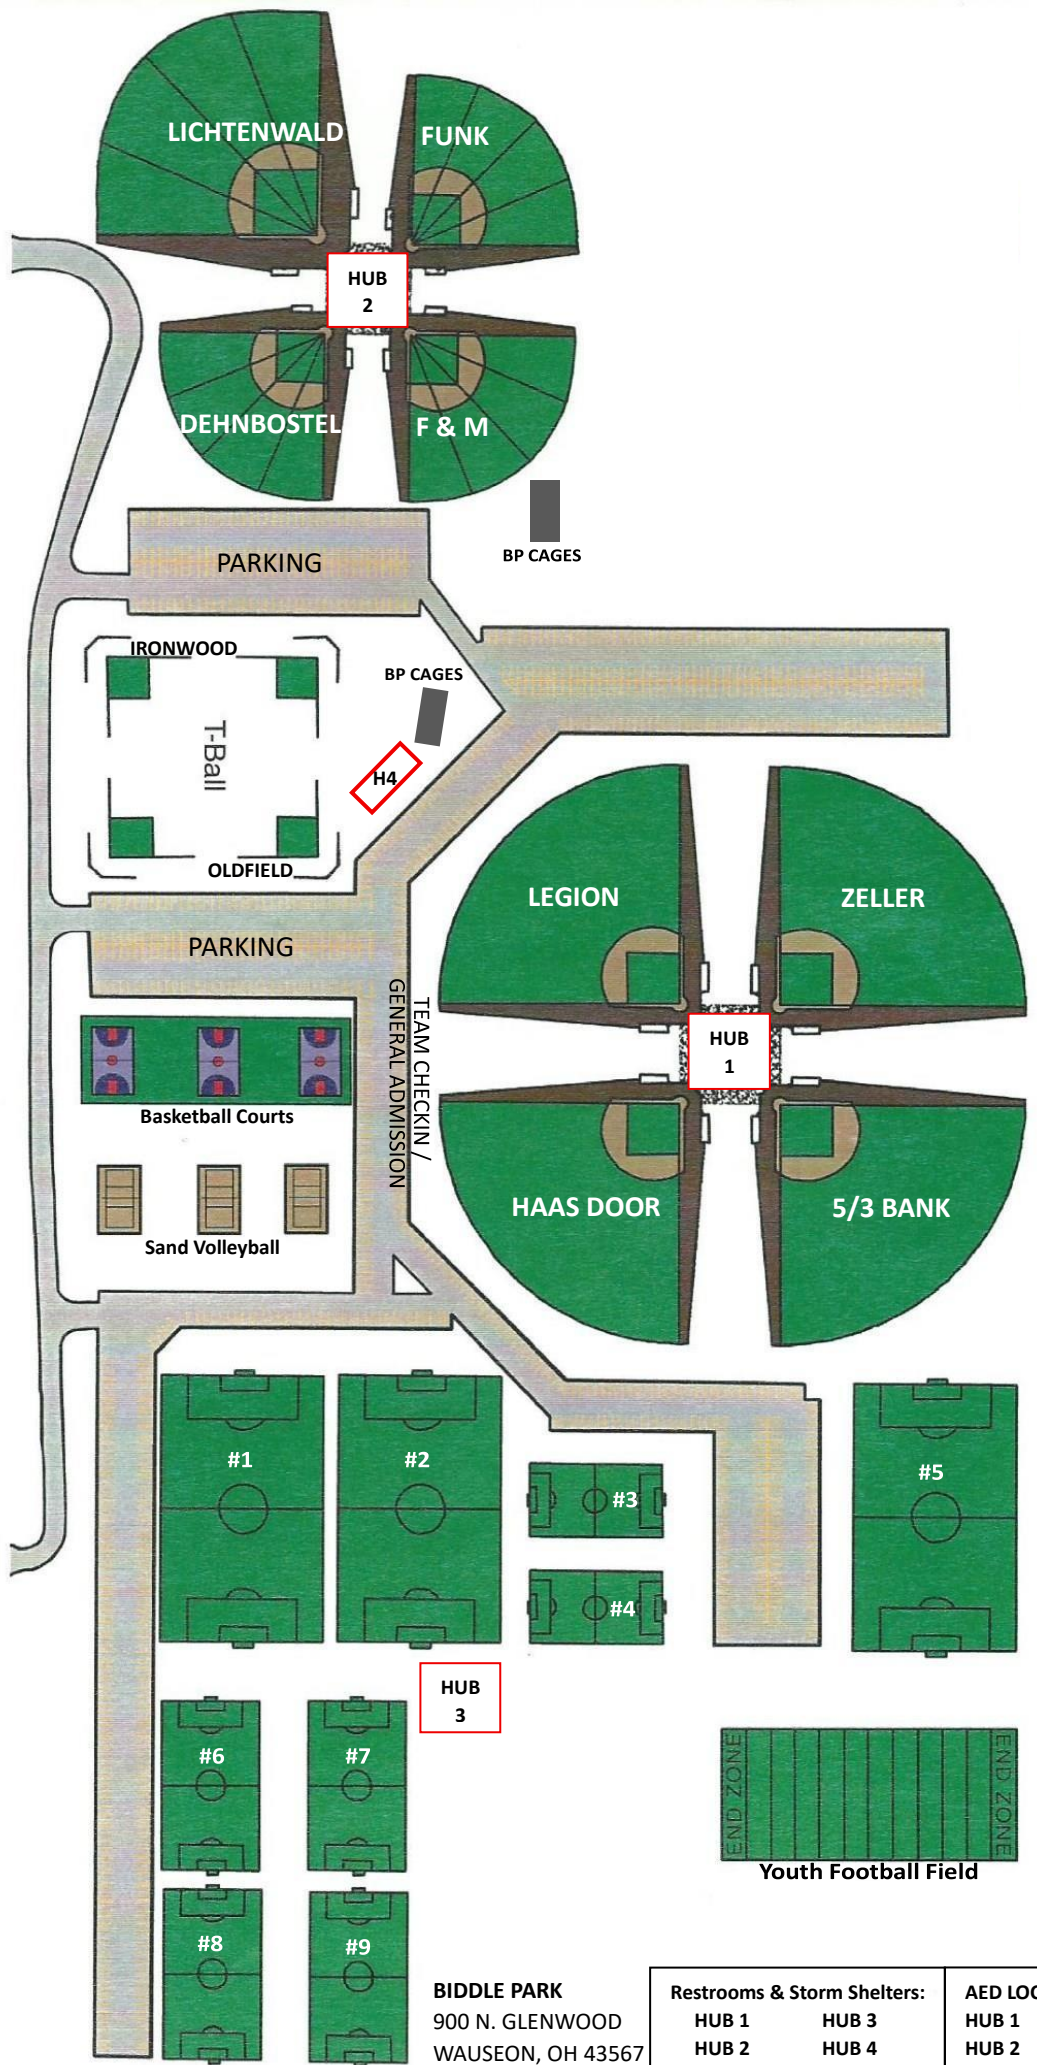 LICHTENWALD
FUNK
HUB
2
DEHNBOSTEL
F & M
BP CAGES
PARKING
IRONWOOD
T-Ball
BP CAGES
H4
OLDFIELD
PARKING
LEGION
ZELLER
HUB
1
TEAM CHECKIN /
GENERAL ADMISSION
Basketball Courts
HAAS DOOR
5/3 BANK
Sand Volleyball
#1
#2
#3
#4
#5
HUB
3
#6
#7
END ZONE
END ZONE
Youth Football Field
#8
#9
BIDDLE PARK
900 N. GLENWOOD
WAUSEON, OH 43567
Restrooms & Storm Shelters:
HUB 1 HUB 3
HUB 2 HUB 4
AED LOC
HUB 1
HUB 2